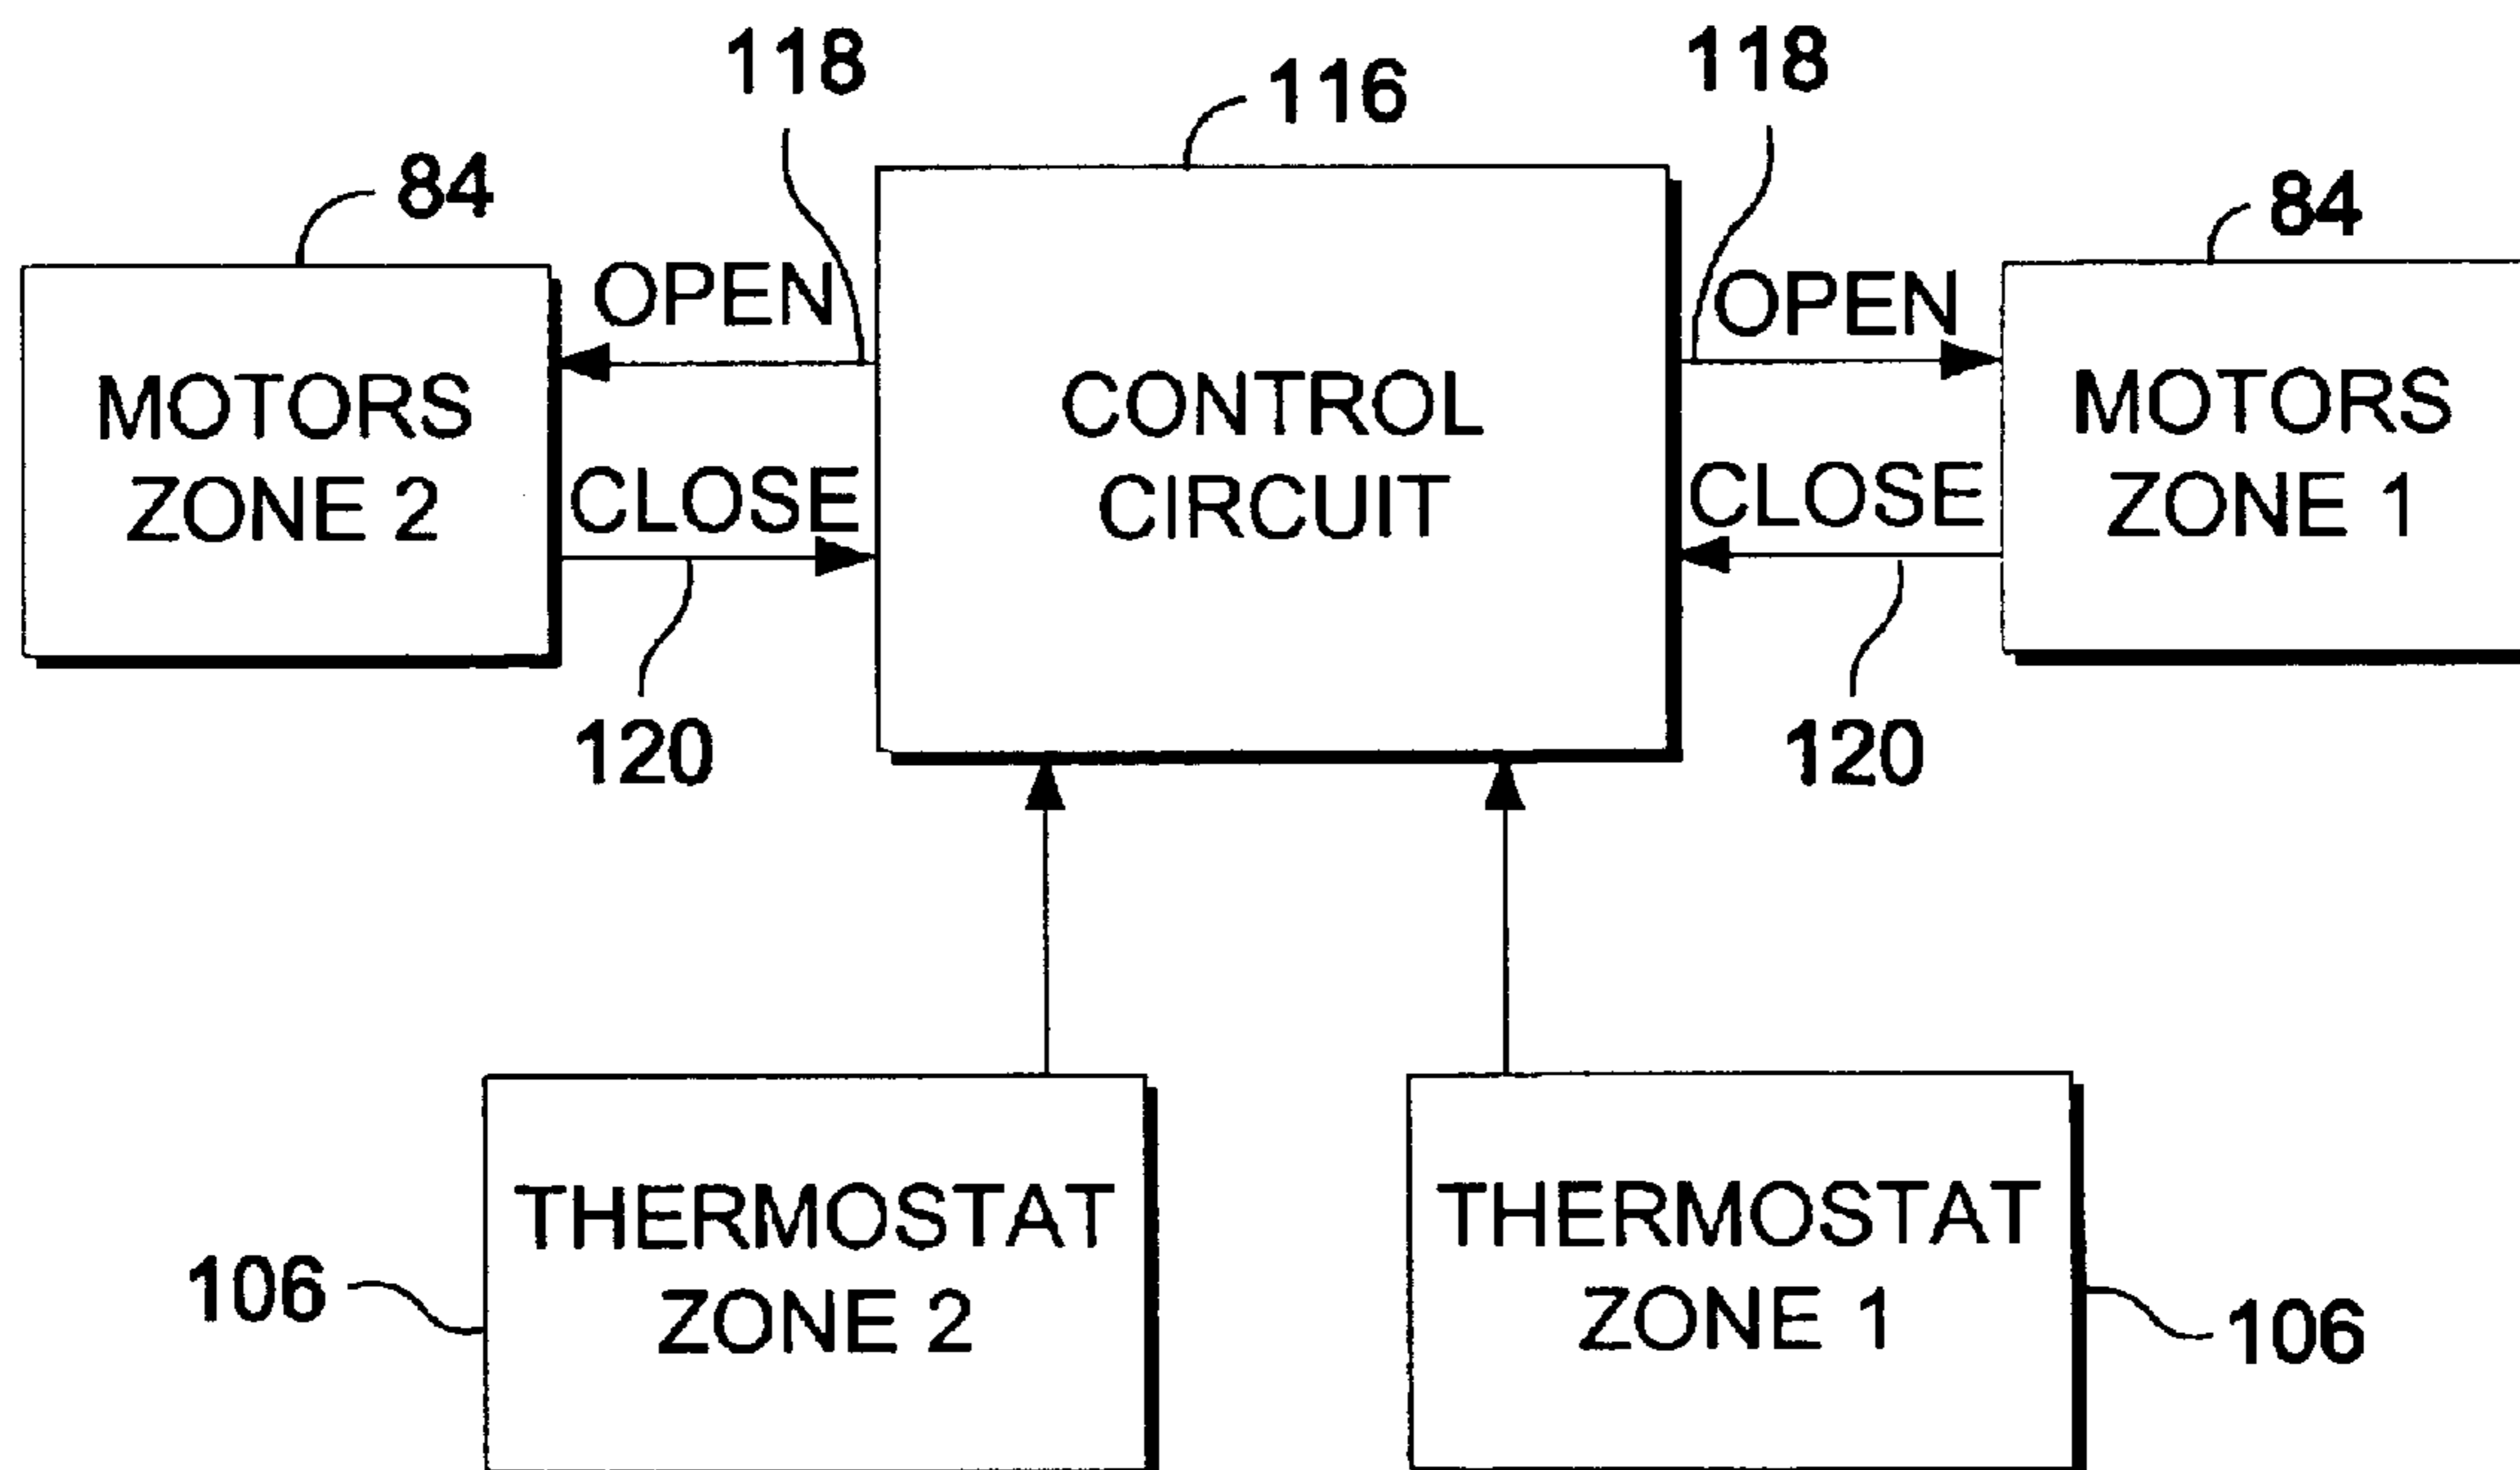 118
116
118
84
84
OPEN
OPEN
MOTORS
ZONE 2
CONTROL
CIRCUIT
MOTORS
ZONE 1
CLOSE
CLOSE
120
120
THERMOSTAT
ZONE 2
THERMOSTAT
ZONE 1
106
106